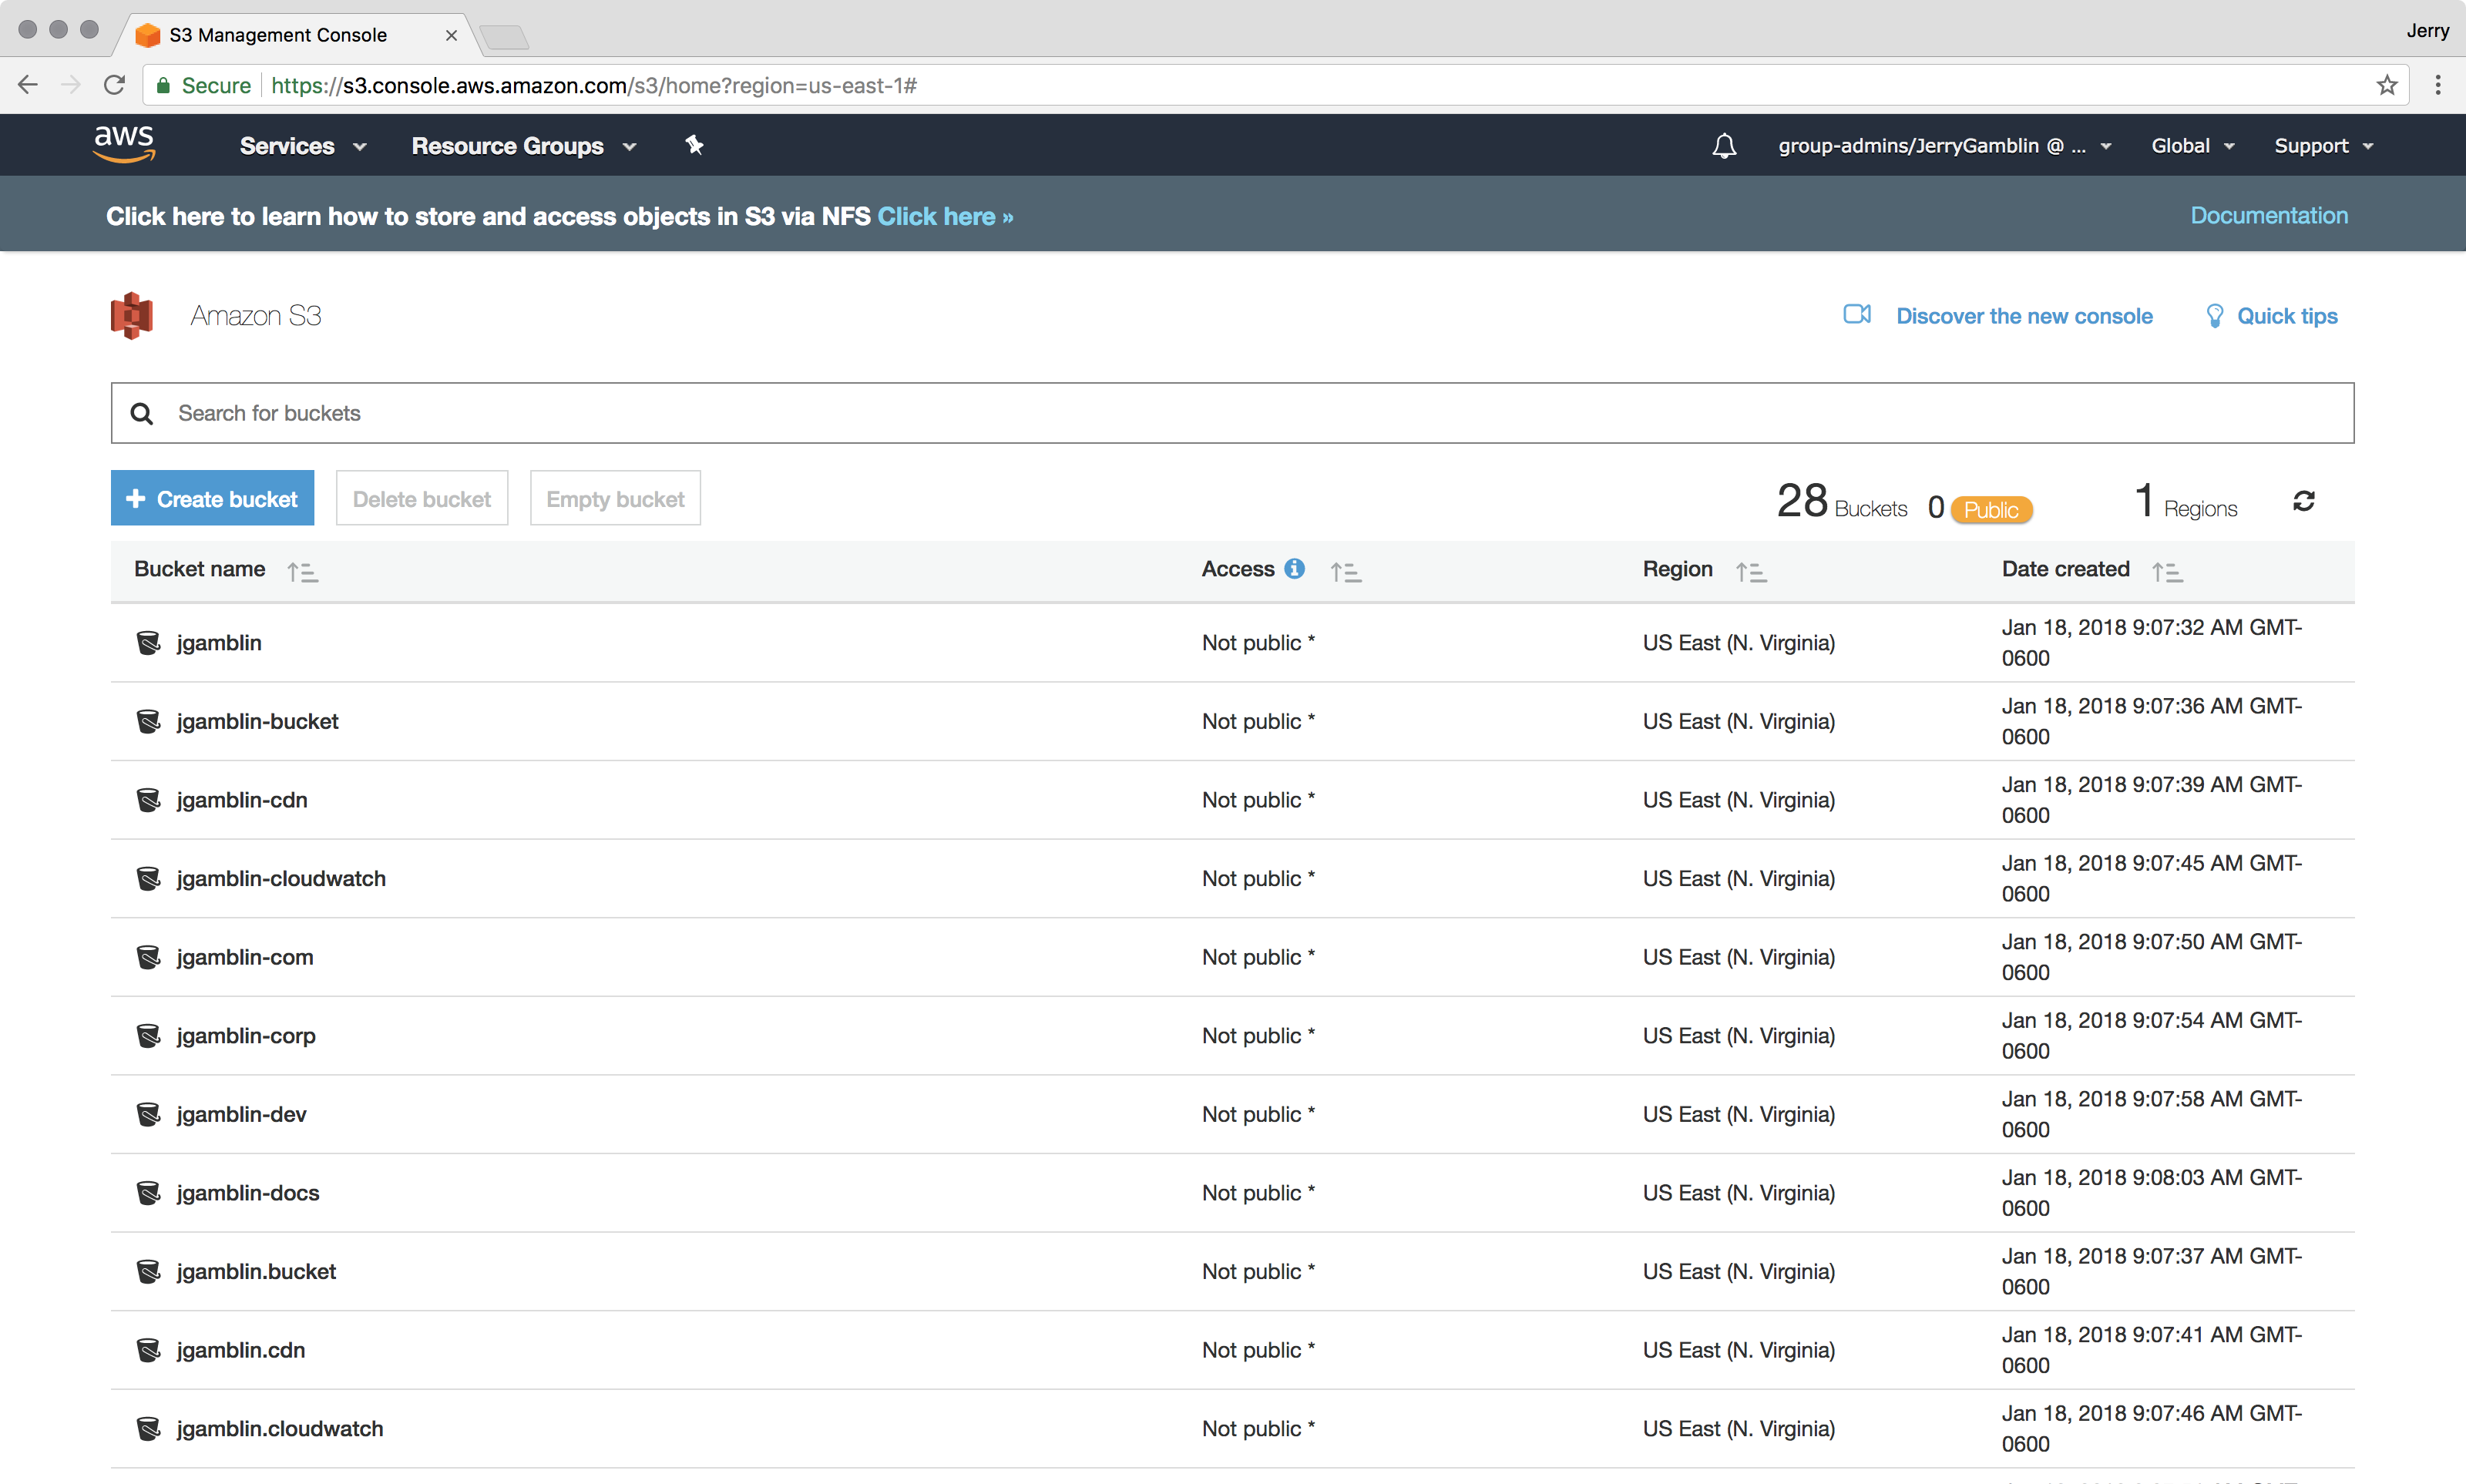 S3 Management Console
Jerry
Secure https://s3.console.aws.amazon.com/s3/home?region=us-east-1#
aws Services Resource Groups group-admins/JerryGamblin @ ... Global Support
Click here to learn how to store and access objects in S3 via NFS Click here » Documentation
Amazon S3 Discover the new console Quick tips
Search for buckets
Create bucket Delete bucket Empty bucket 28 Buckets 0 Public 1 Regions
Bucket name Access Region Date created
jgamblin Not public * US East (N. Virginia) Jan 18, 2018 9:07:32 AM GMT-
0600
jgamblin-bucket Not public * US East (N. Virginia) Jan 18, 2018 9:07:36 AM GMT-
0600
jgamblin-cdn Not public * US East (N. Virginia) Jan 18, 2018 9:07:39 AM GMT-
0600
jgamblin-cloudwatch Not public * US East (N. Virginia) Jan 18, 2018 9:07:45 AM GMT-
0600
jgamblin-com Not public * US East (N. Virginia) Jan 18, 2018 9:07:50 AM GMT-
0600
jgamblin-corp Not public * US East (N. Virginia) Jan 18, 2018 9:07:54 AM GMT-
0600
jgamblin-dev Not public * US East (N. Virginia) Jan 18, 2018 9:07:58 AM GMT-
0600
jgamblin-docs Not public * US East (N. Virginia) Jan 18, 2018 9:08:03 AM GMT-
0600
jgamblin.bucket Not public * US East (N. Virginia) Jan 18, 2018 9:07:37 AM GMT-
0600
jgamblin.cdn Not public * US East (N. Virginia) Jan 18, 2018 9:07:41 AM GMT-
0600
jgamblin.cloudwatch Not public * US East (N. Virginia) Jan 18, 2018 9:07:46 AM GMT-
0600